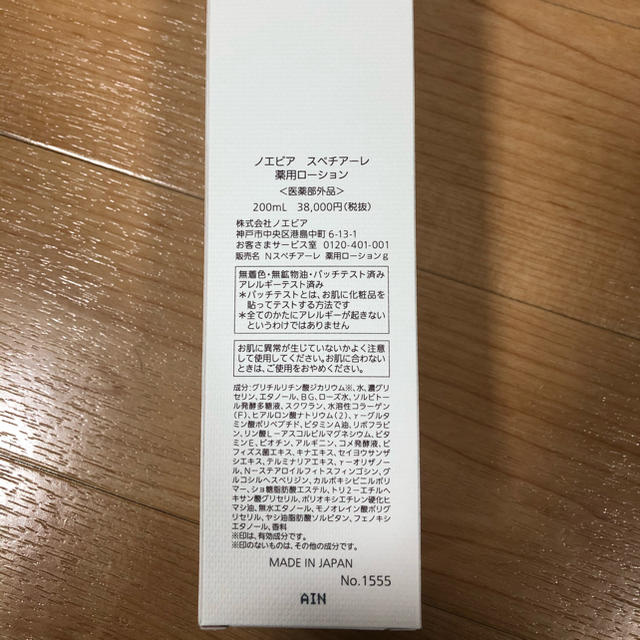 ノエビア スペチアーレ
薬用ローション
<医薬部外品>
200mL 38,000円(税抜)
株式会社ノエビア
神戸市中央区港島中町6-13-1
お客さまサービス室 0120-401-001
販売名 Nスペチアーレ 薬用ローションg
無着色・無鉱物油・パッチテスト済み
アレルギーテスト済み
*パッチテストとは、お肌に化粧品を
貼ってテストする方法です
*全てのかたにアレルギーが起きない
というわけではありません
お肌に異常が生じていないかよく注意
して使用してください。お肌に合わない
ときは、ご使用をおやめください。
成分:グリチルリチン酸ジカリウム※、水、濃グリ
セリン、エタノール、BG、ローズ水、ソルビトー
ル発酵多糖液、スクワラン、水溶性コラーゲン
(F)、ヒアルロン酸ナトリウム(2)、γーグルタ
ミン酸ポリペプチド、ビタミンA油、リボフラビ
ン、リン酸L-アスコルビルマグネシウム、ビタ
ミンE、ビオチン、アルギニン、コメ発酵液、ビ
フィズス菌エキス、キナエキス、セイヨウサンザ
シエキス、テルミナリアエキス、γーオリザノー
ル、N-ステアロイルフィトスフィンゴシン、グ
ルコシルヘスペリジン、カルボキシビニルポリ
マー、ショ糖脂肪酸エステル、トリ2-エチルヘ
キサン酸グリセリル、ポリオキシエチレン硬化ヒ
マシ油、無水エタノール、モノオレイン酸ポリグ
リセリル、ヤシ油脂肪酸ソルビタン、フェノキシ
エタノール、香料
※印は、有効成分です。
※印のないものは、その他の成分です。
MADE IN JAPAN
No.1555
AIN